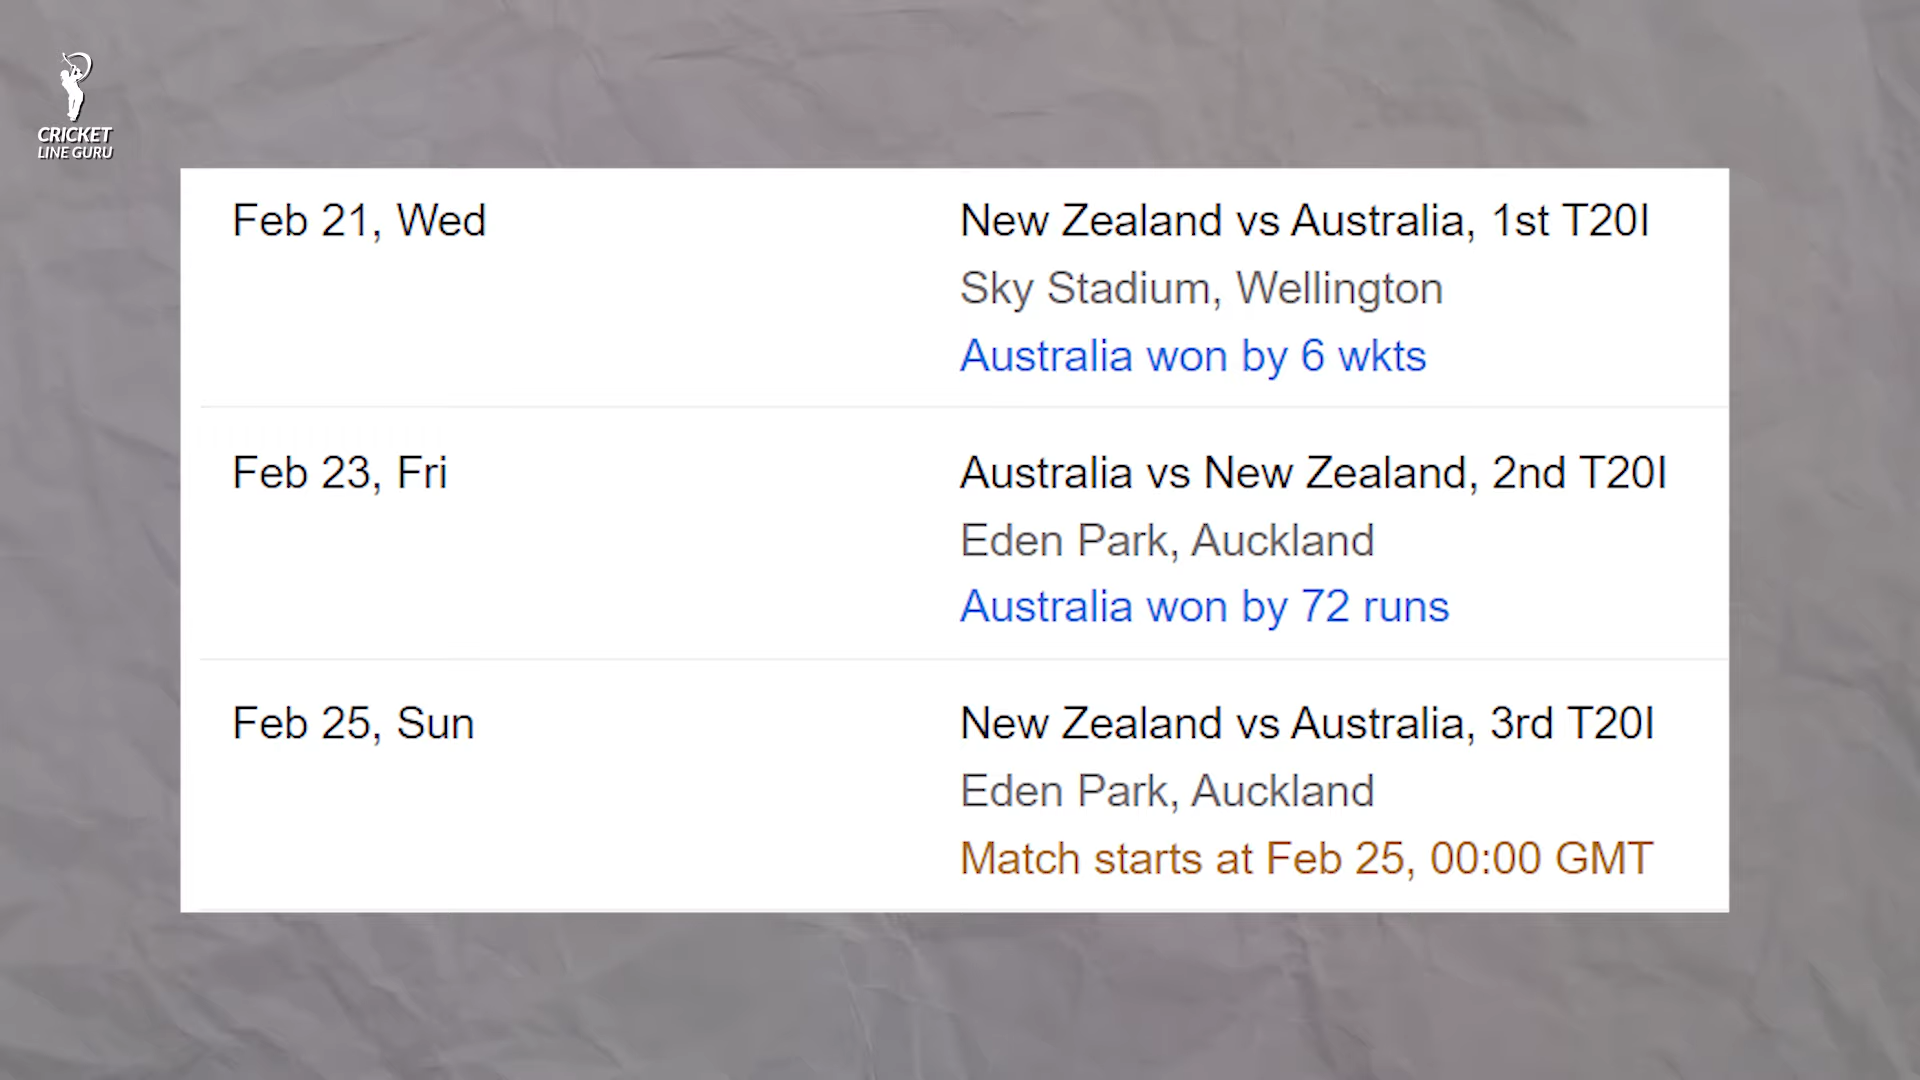 CRICKET
LINE GURU
Feb 21, Wed
New Zealand vs Australia, 1st T20I
Sky Stadium, Wellington
Australia won by 6 wkts
Feb 23, Fri
Australia vs New Zealand, 2nd T20I
Eden Park, Auckland
Australia won by 72 runs
Feb 25, Sun
New Zealand vs Australia, 3rd T20I
Eden Park, Auckland
Match starts at Feb 25, 00:00 GMT